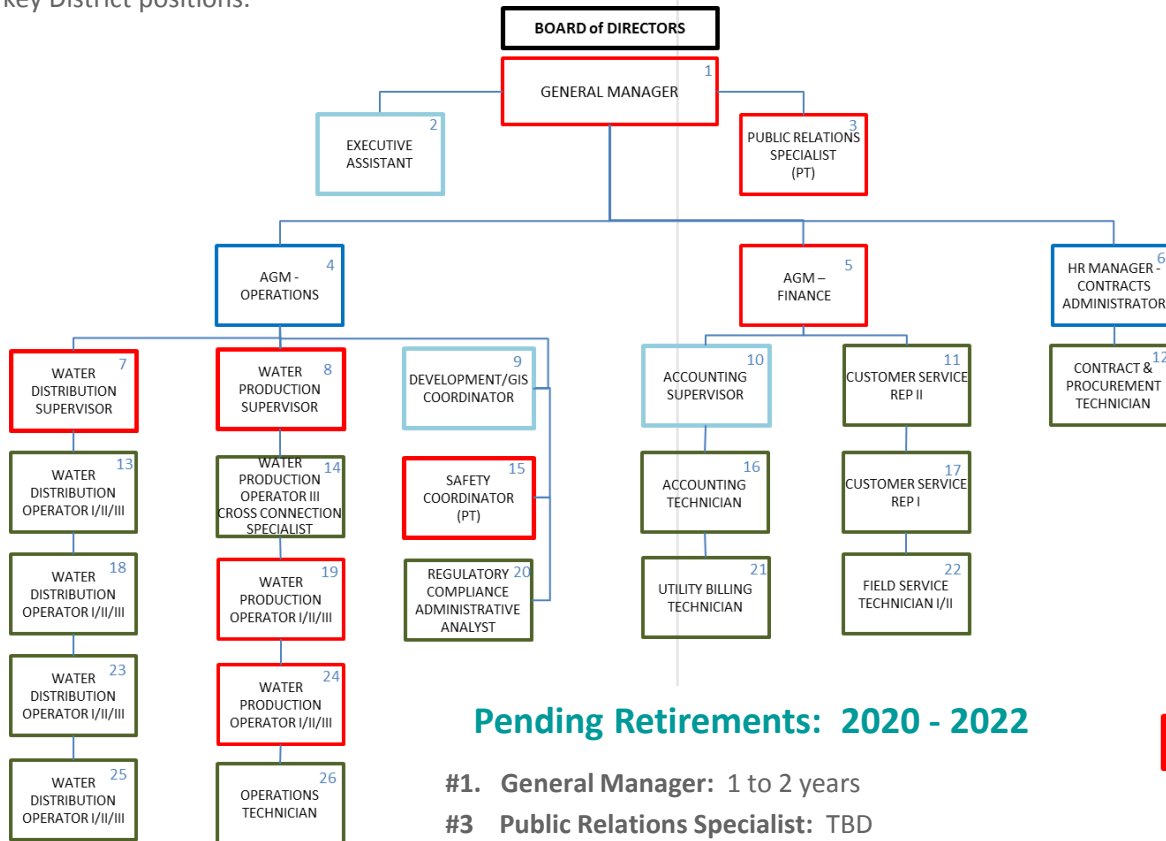 key District positions.
BOARD of DIRECTORS
1
GENERAL MANAGER
2
EXECUTIVE
ASSISTANT
3
PUBLIC RELATIONS
SPECIALIST
(PT)
4
AGM -
OPERATIONS
5
AGM –
FINANCE
6
HR MANAGER -
CONTRACTS
ADMINISTRATOR
7
WATER
DISTRIBUTION
SUPERVISOR
8
WATER
PRODUCTION
SUPERVISOR
9
DEVELOPMENT/GIS
COORDINATOR
10
ACCOUNTING
SUPERVISOR
11
CUSTOMER SERVICE
REP II
12
CONTRACT &
PROCUREMENT
TECHNICIAN
13
WATER
DISTRIBUTION
OPERATOR I/II/III
14
WATER
PRODUCTION
OPERATOR III
CROSS CONNECTION
SPECIALIST
15
SAFETY
COORDINATOR
(PT)
16
ACCOUNTING
TECHNICIAN
17
CUSTOMER SERVICE
REP I
18
WATER
DISTRIBUTION
OPERATOR I/II/III
19
WATER
PRODUCTION
OPERATOR I/II/III
20
REGULATORY
COMPLIANCE
ADMINISTRATIVE
ANALYST
21
UTILITY BILLING
TECHNICIAN
22
FIELD SERVICE
TECHNICIAN I/II
23
WATER
DISTRIBUTION
OPERATOR I/II/III
24
WATER
PRODUCTION
OPERATOR I/II/III
25
WATER
DISTRIBUTION
OPERATOR I/II/III
26
OPERATIONS
TECHNICIAN
Pending Retirements: 2020 - 2022
#1. General Manager: 1 to 2 years
#3 Public Relations Specialist: TBD